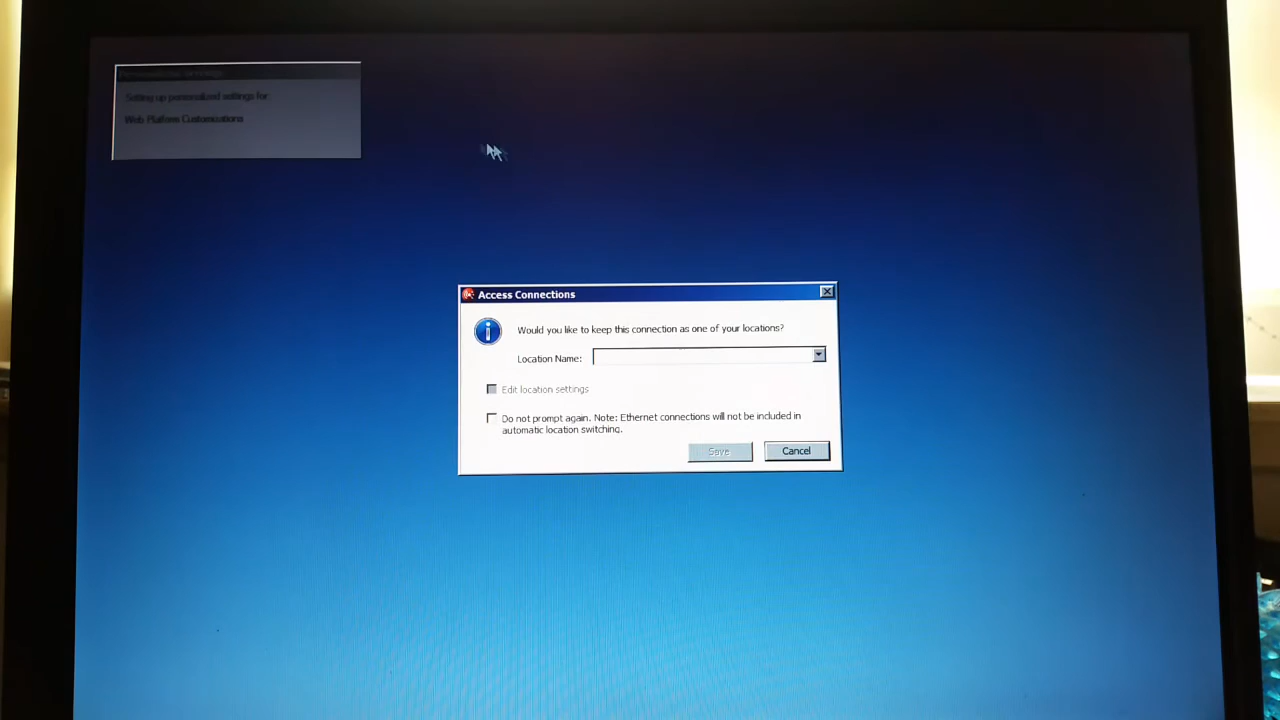 Setting up personalized settings for:
Web Platform Customizations
Access Connections
Would you like to keep this connection as one of your locations?
Location Name:
Edit location settings
Do not prompt again. Note: Ethernet connections will not be included in
automatic location switching.
Save
Cancel